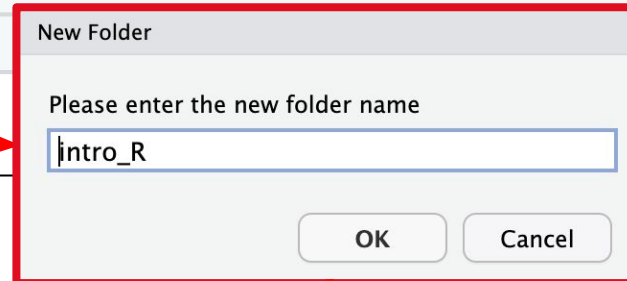 New Folder
Please enter the new folder name
intro_R
OK Cancel